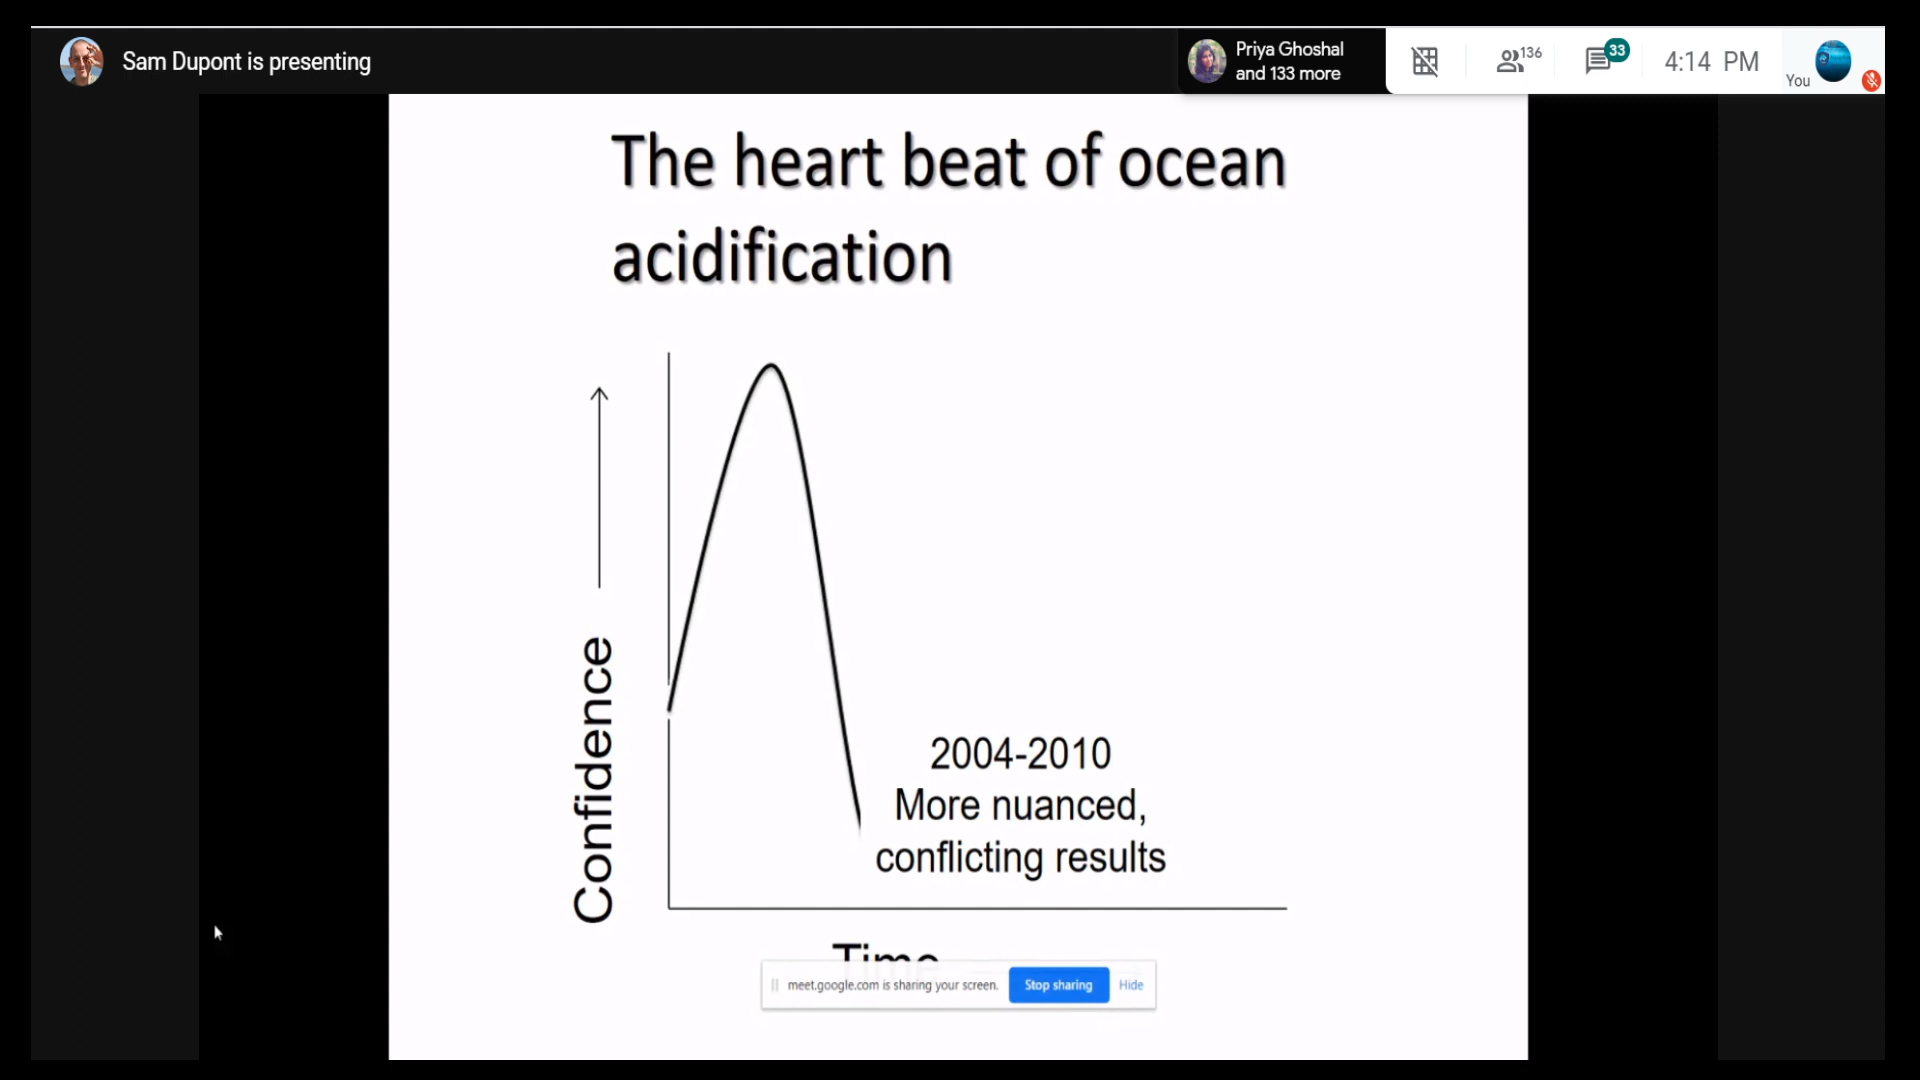 Sam Dupont is presenting
Priya Ghoshal
and 133 more
136
33
4:14 PM
You
The heart beat of ocean
acidification
Confidence
2004-2010
More nuanced,
conflicting results
Time
meet.google.com is sharing your screen.
Stop sharing
Hide